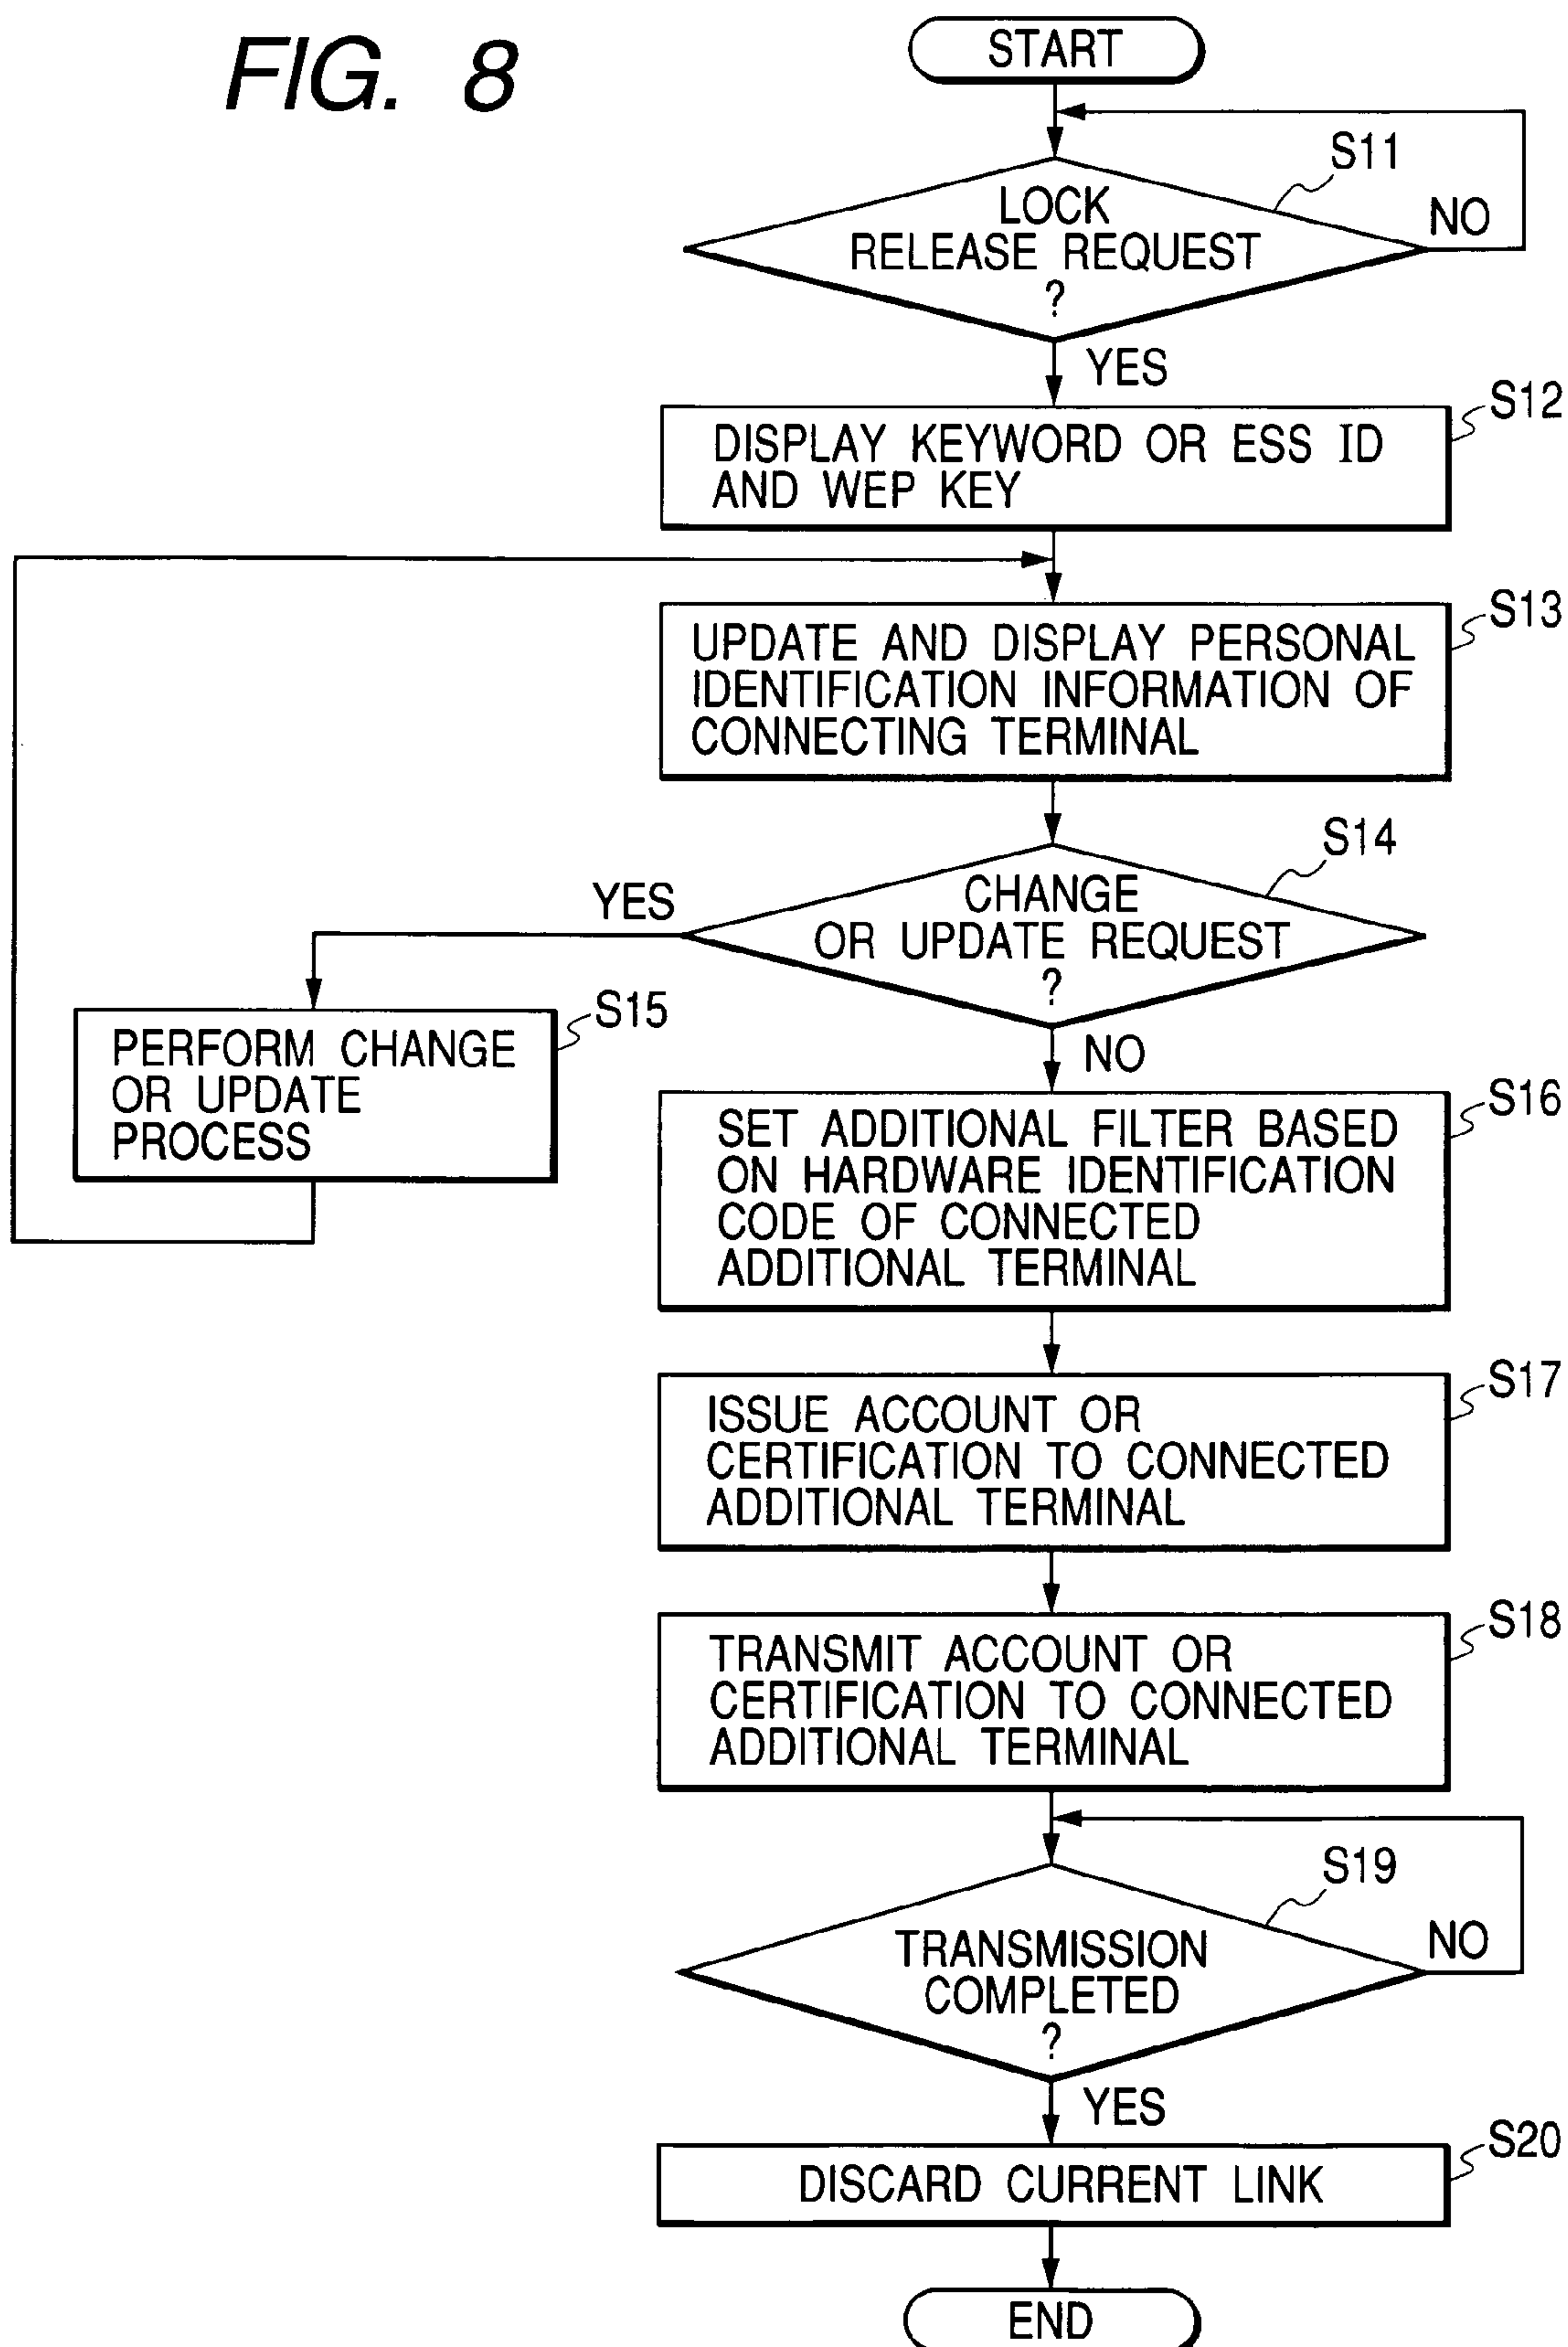 FIG. 8
START
S11
LOCK
RELEASE REQUEST
?
NO
YES
S12
DISPLAY KEYWORD OR ESS ID
AND WEP KEY
S13
UPDATE AND DISPLAY PERSONAL
IDENTIFICATION INFORMATION OF
CONNECTING TERMINAL
S14
CHANGE
OR UPDATE REQUEST
?
YES
S15
PERFORM CHANGE
OR UPDATE
PROCESS
NO
S16
SET ADDITIONAL FILTER BASED
ON HARDWARE IDENTIFICATION
CODE OF CONNECTED
ADDITIONAL TERMINAL
S17
ISSUE ACCOUNT OR
CERTIFICATION TO CONNECTED
ADDITIONAL TERMINAL
S18
TRANSMIT ACCOUNT OR
CERTIFICATION TO CONNECTED
ADDITIONAL TERMINAL
S19
TRANSMISSION
COMPLETED
?
NO
YES
S20
DISCARD CURRENT LINK
END